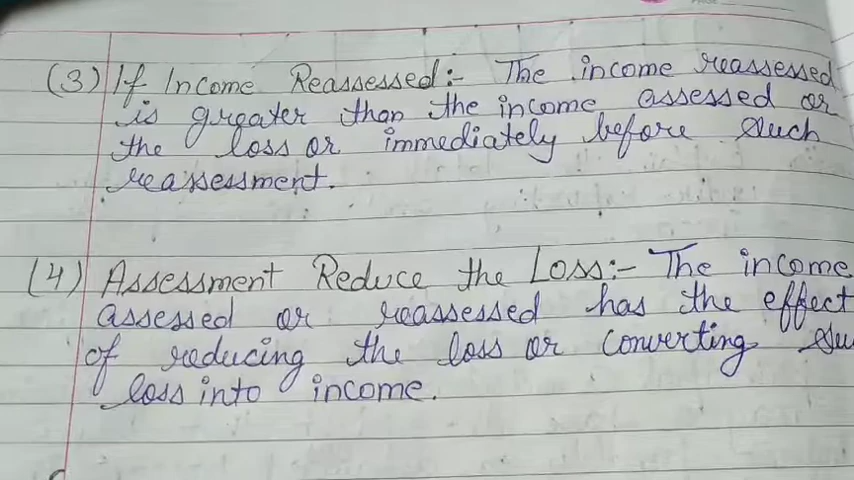 (3) If Income Reassessed:- The income reassessed
is greater than the income assessed or
the loss or immediately before such
reassessment.
(4) Assessment Reduce the Loss:- The income
assessed or reassessed has the effect
of reducing the loss or converting su
loss into income.